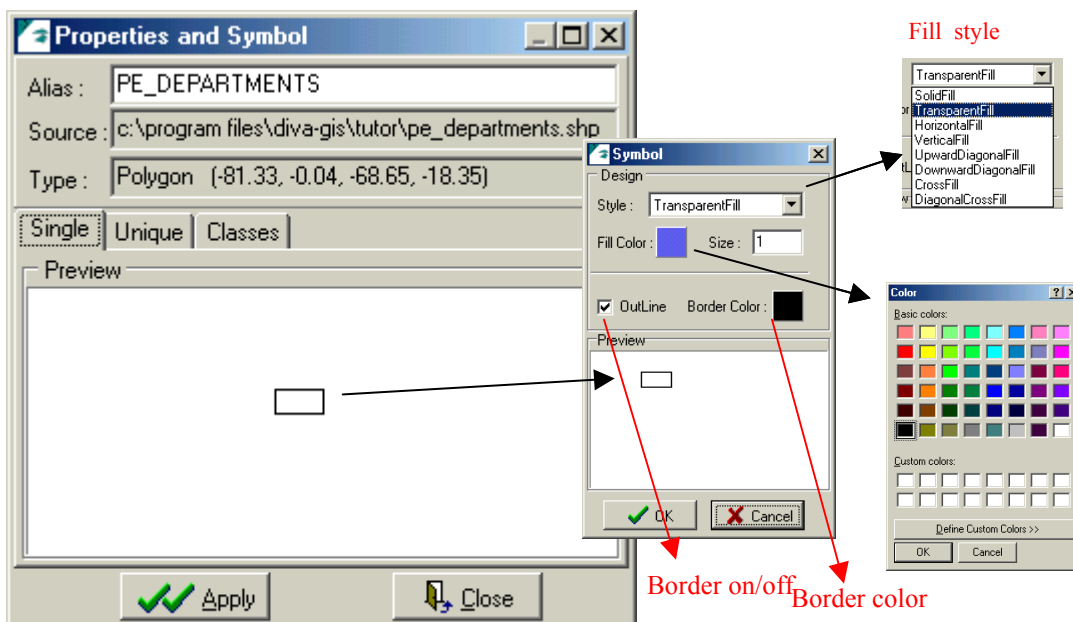 Properties and Symbol
Alias : PE_DEPARTMENTS
Source : c:\program files\diva-gis\tutor\pe_departments.shp
Type : Polygon (-81.33, -0.04, -68.65, -18.35)
Single Unique Classes
Preview
Apply Close
Symbol
Design
Style : TransparentFill
Fill Color : Size : 1
OutLine Border Color :
Preview
OK Cancel
Border on/off
Border color
Fill style
TransparentFill
SolidFill
TransparentFill
HorizontalFill
VerticalFill
UpwardDiagonalFill
DownwardDiagonalFill
CrossFill
DiagonalCrossFill
Color
Basic colors:
Custom colors:
Define Custom Colors >>
OK Cancel